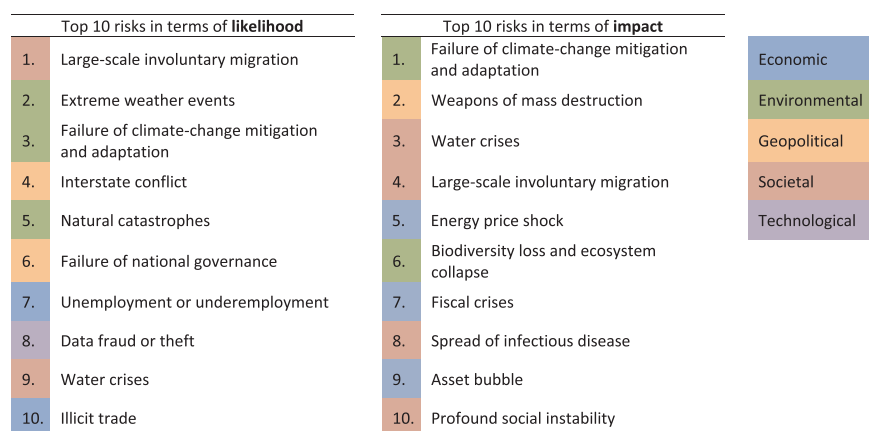 Top 10 risks in terms of likelihood
1. Large-scale involuntary migration
2. Extreme weather events
3. Failure of climate-change mitigation
and adaptation
4. Interstate conflict
5. Natural catastrophes
6. Failure of national governance
7. Unemployment or underemployment
8. Data fraud or theft
9. Water crises
10. Illicit trade
Top 10 risks in terms of impact
1. Failure of climate-change mitigation
and adaptation
2. Weapons of mass destruction
3. Water crises
4. Large-scale involuntary migration
5. Energy price shock
6. Biodiversity loss and ecosystem
collapse
7. Fiscal crises
8. Spread of infectious disease
9. Asset bubble
10. Profound social instability
Economic
Environmental
Geopolitical
Societal
Technological